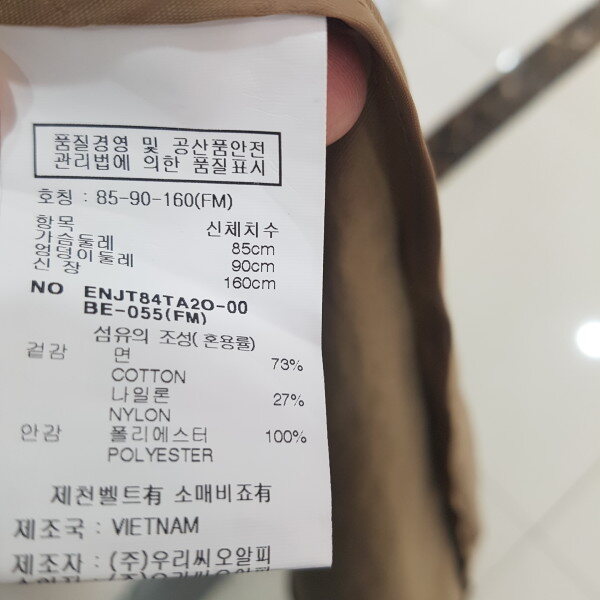 품질경영 및 공산품안전
관리법에 의한 품질표시
호칭 : 85-90-160(FM)
항목 신체치수
가슴둘레 85cm
엉덩이둘레 90cm
신 장 160cm
NO ENJT84TA2O-00
BE-055(FM)
섬유의 조성( 혼용률)
겉감 면 73%
COTTON
나일론 27%
NYLON
안감 폴리에스터 100%
POLYESTER
제천벨트有 소매비죠有
제조국 : VIETNAM
제조자 : (주)우리씨오알피